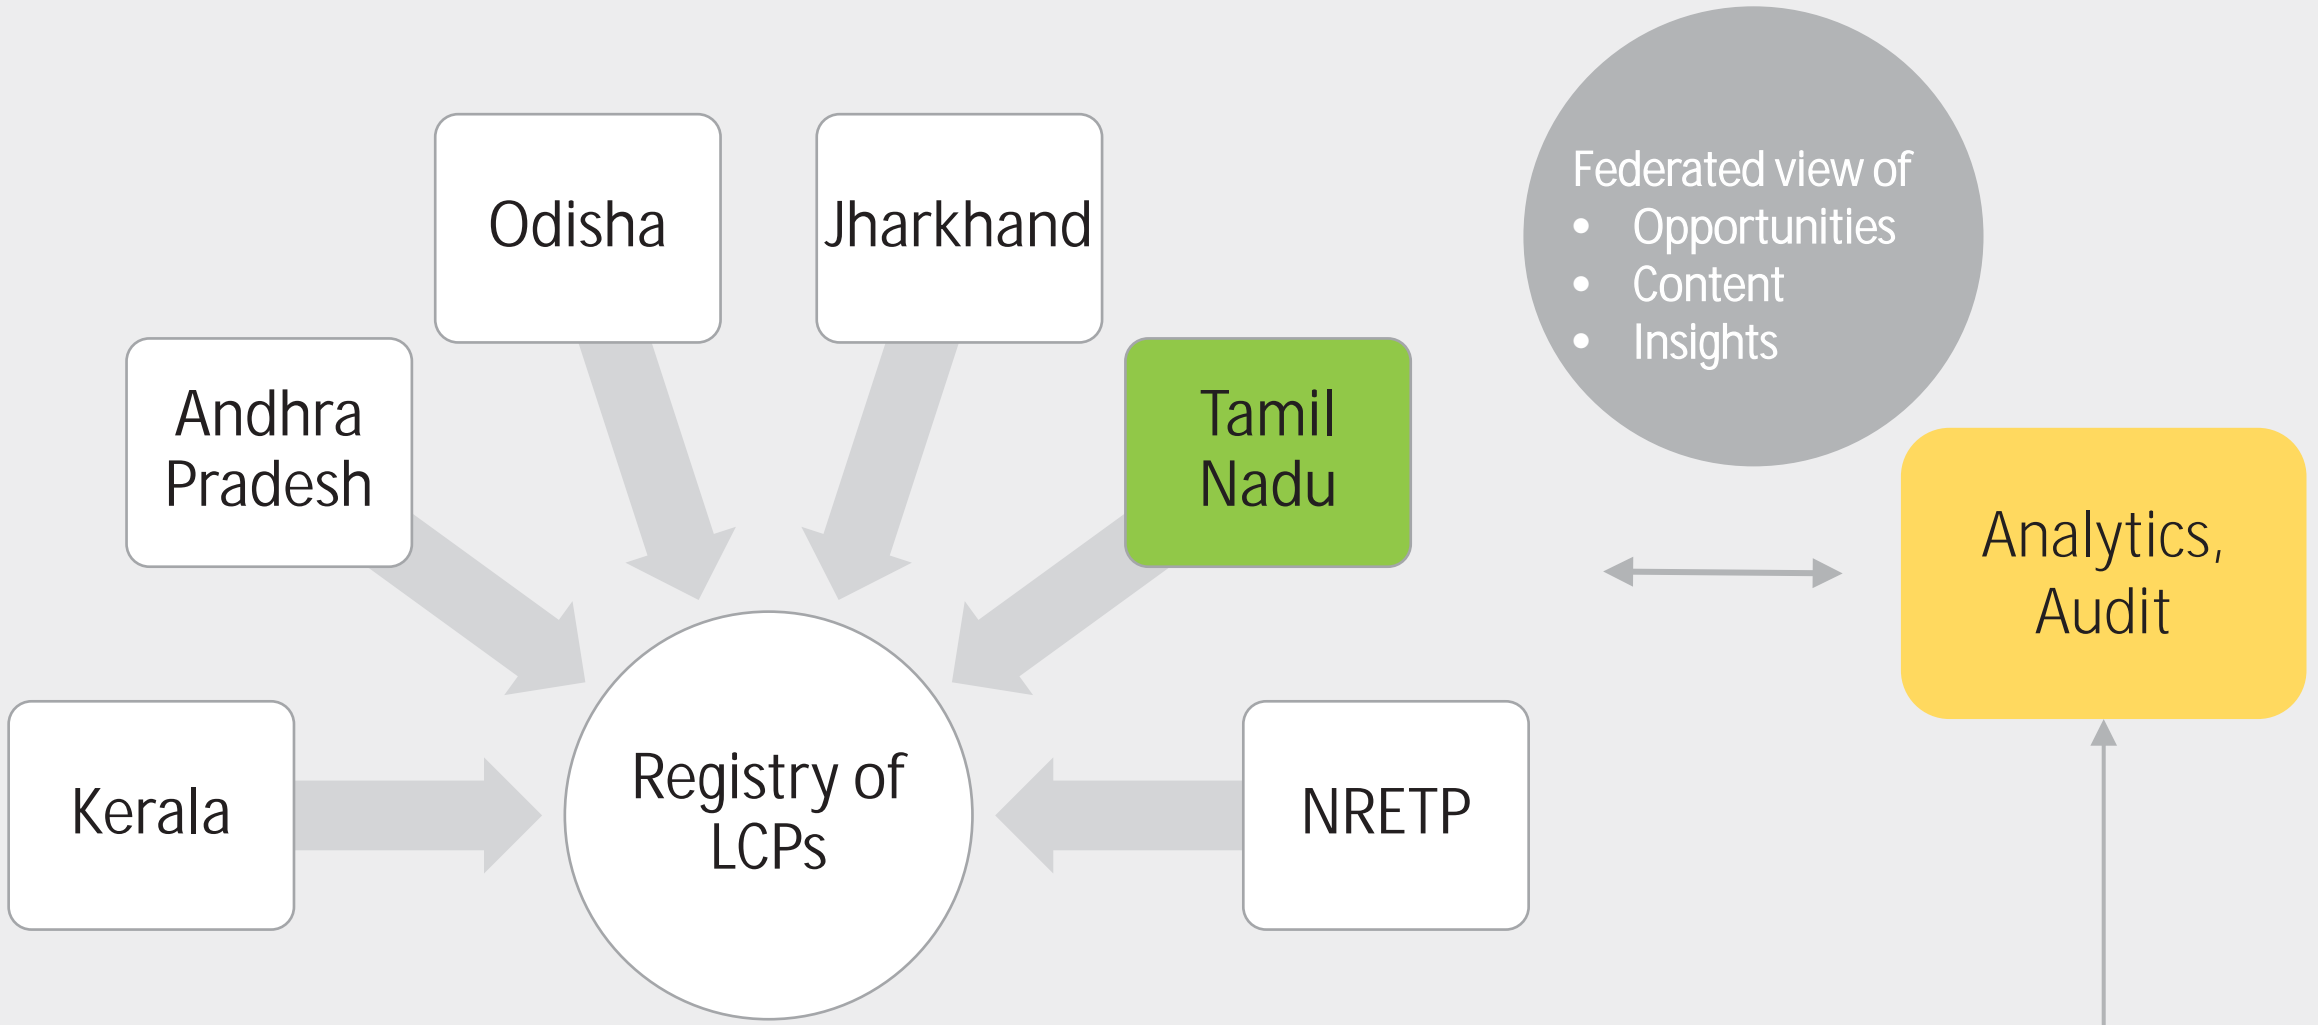 Odisha
Jharkhand
Federated view of
• Opportunities
• Content
• Insights
Andhra
Pradesh
Tamil
Nadu
Analytics,
Audit
Kerala
Registry of
LCPs
NRETP